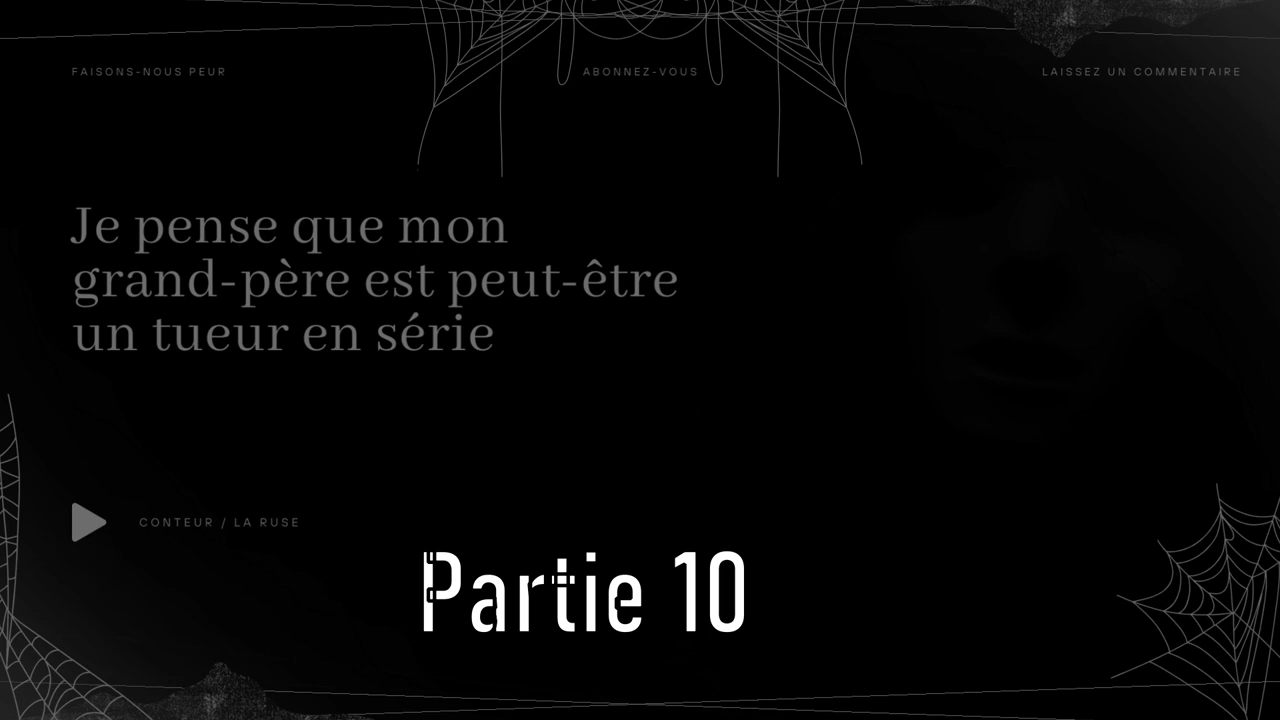 FAISONS-NOUS PEUR
ABONNEZ-VOUS
LAISSEZ UN COMMENTAIRE
Je pense que mon
grand-père est peut-être
un tueur en série
CONTEUR / LA RUSE
Partie 10